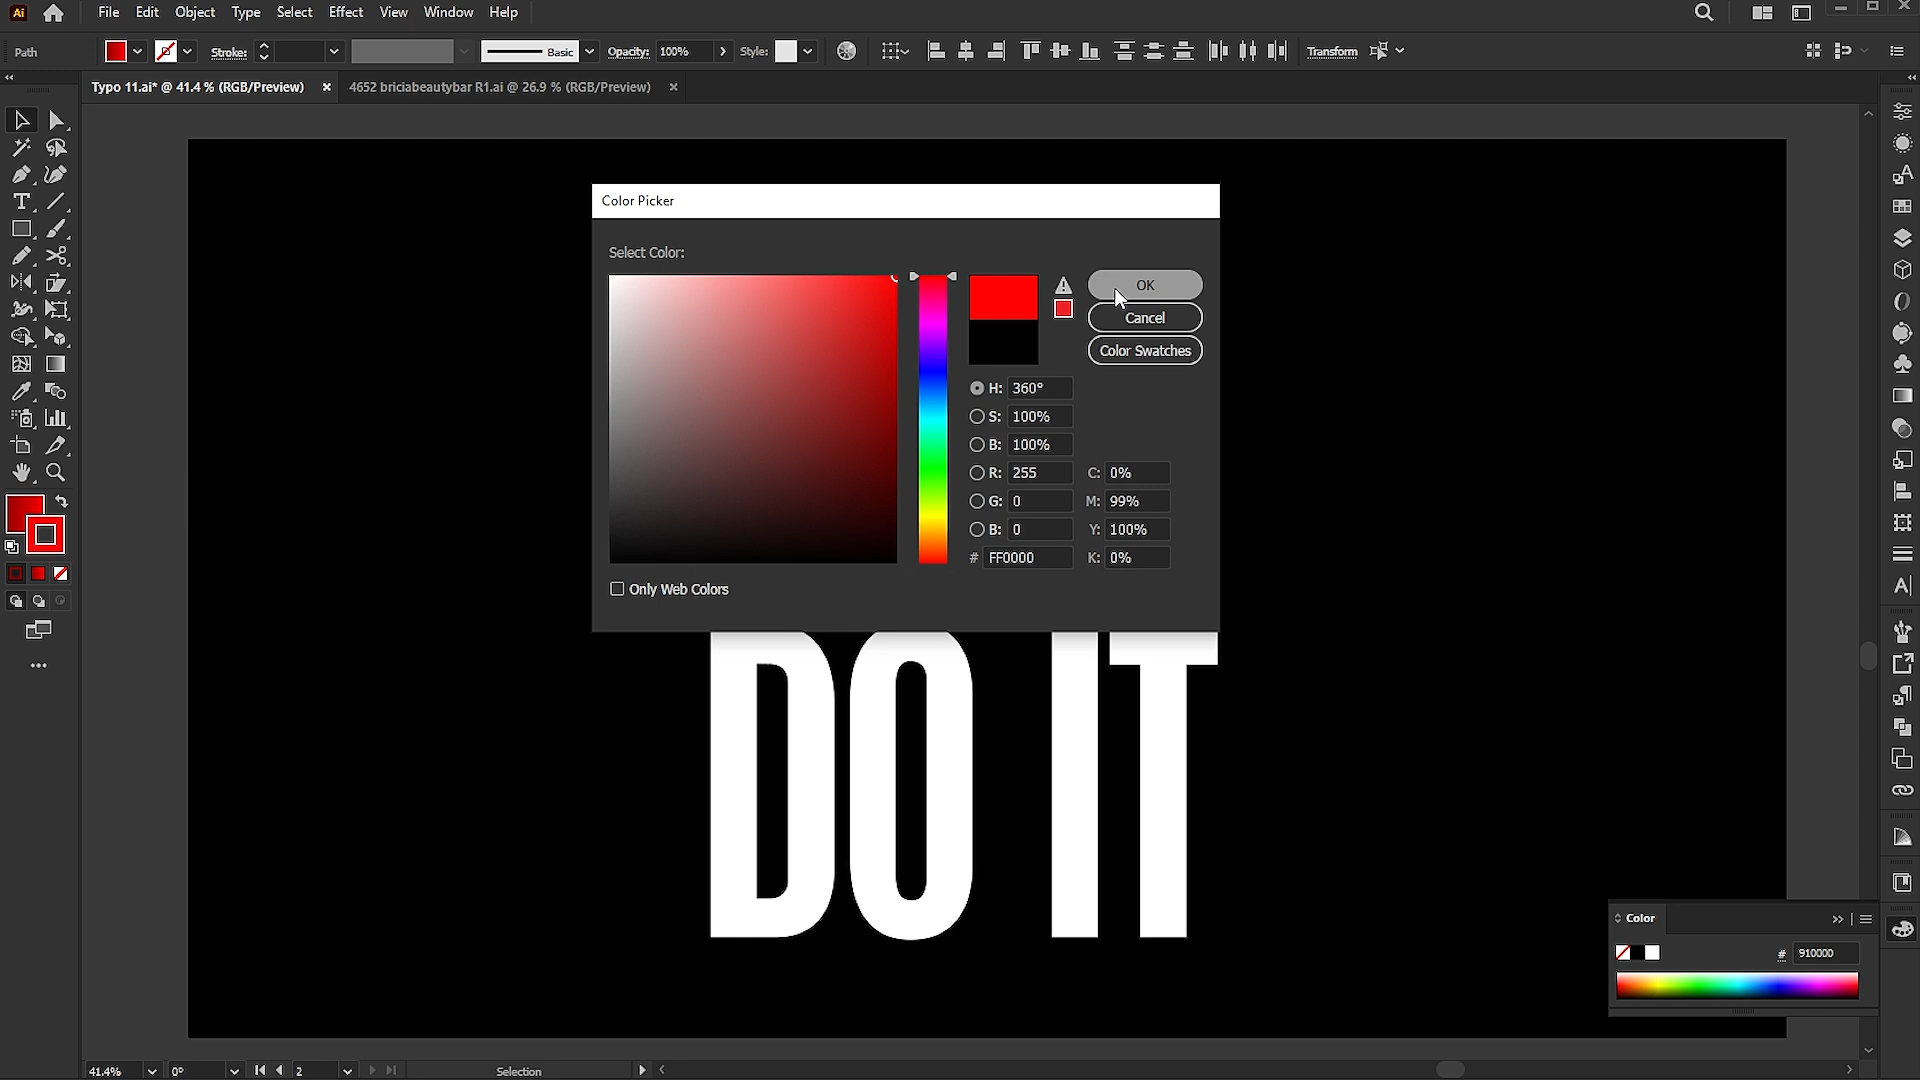 Ai File Edit Object Type Select Effect View Window Help
Path Stroke: Basic Opacity: 100% Style: Transform
Typo 11.ai* @ 41.4 % (RGB/Preview) × 4652 briciabeautybar R1.ai @ 26.9 % (RGB/Preview) ×
Color Picker
Select Color:
OK
Cancel
Color Swatches
H: 360°
S: 100%
B: 100%
R: 255 C: 0%
G: 0 M: 99%
B: 0 Y: 100%
# FF0000 K: 0%
Only Web Colors
DO IT
Color
# 910000
41.4% 0° 2 Selection